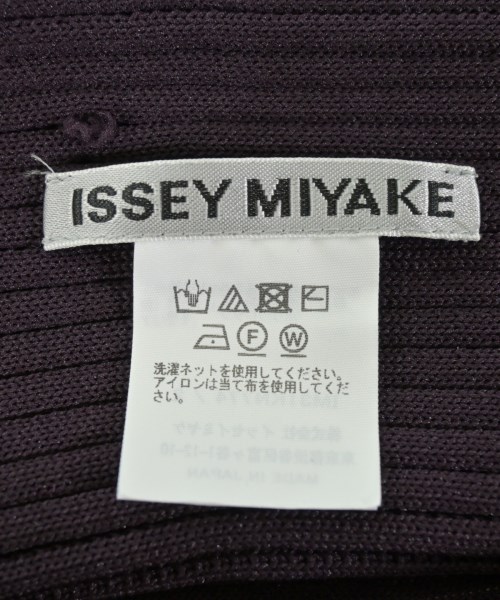 ISSEY MIYAKE
F W
洗濯ネットを使用してください。
アイロンは当て布を使用してくだ
さい。